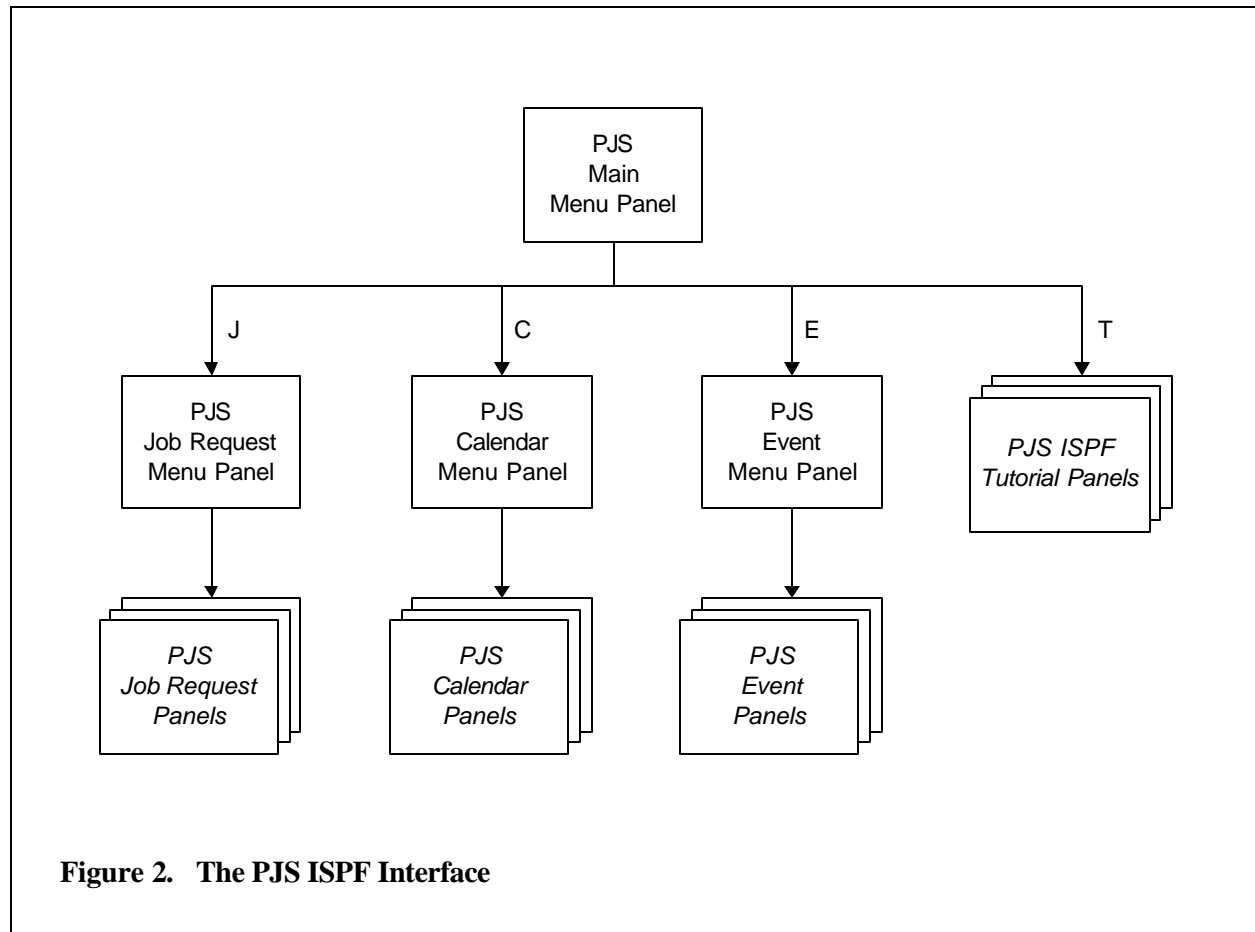 PJS
Main
Menu Panel
J
C
E
T
PJS
Job Request
Menu Panel
PJS
Calendar
Menu Panel
PJS
Event
Menu Panel
PJS ISPF
Tutorial Panels
PJS
Job Request
Panels
PJS
Calendar
Panels
PJS
Event
Panels
Figure 2. The PJS ISPF Interface